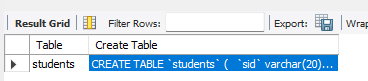 Result Grid Filter Rows: Export: Wrap
Table Create Table
students CREATE TABLE `students` ( `sid` varchar(20)...